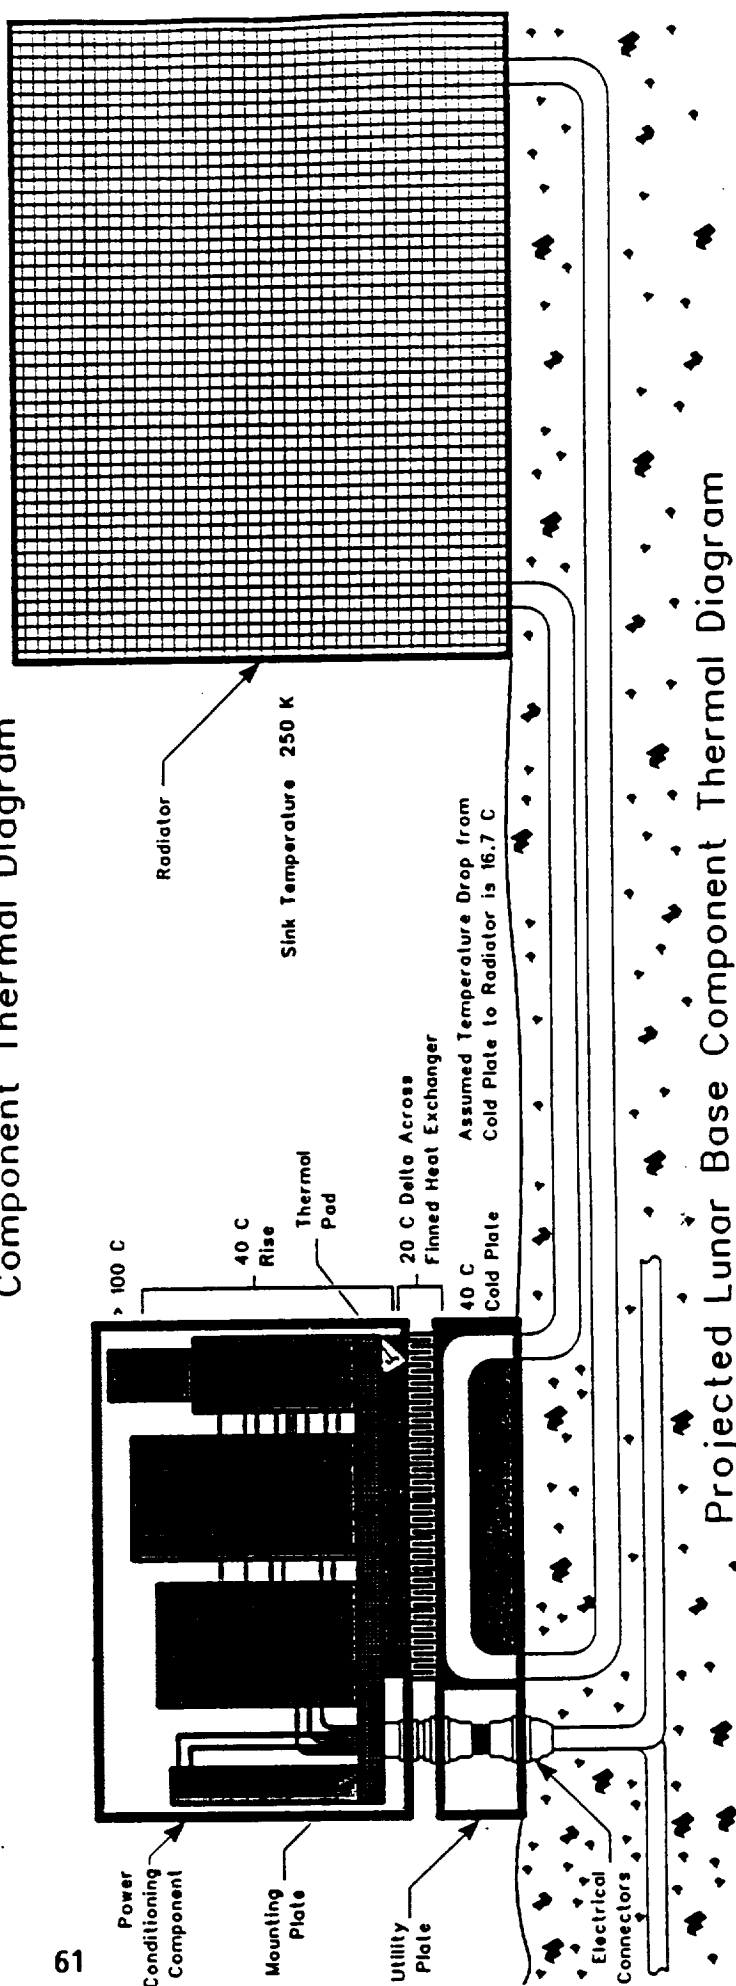 Component Thermal Diagram
Radiator
Sink Temperature 250 K
> 100 C
40 C
Rise
Thermal
Pad
20 C Delta Across
Finned Heat Exchanger
40 C
Cold Plate
Assumed Temperature Drop from
Cold Plate to Radiator is 16.7 C
Power
Conditioning
Component
Mounting
Plate
Utility
Plate
Electrical
Connectors
Projected Lunar Base Component Thermal Diagram
61